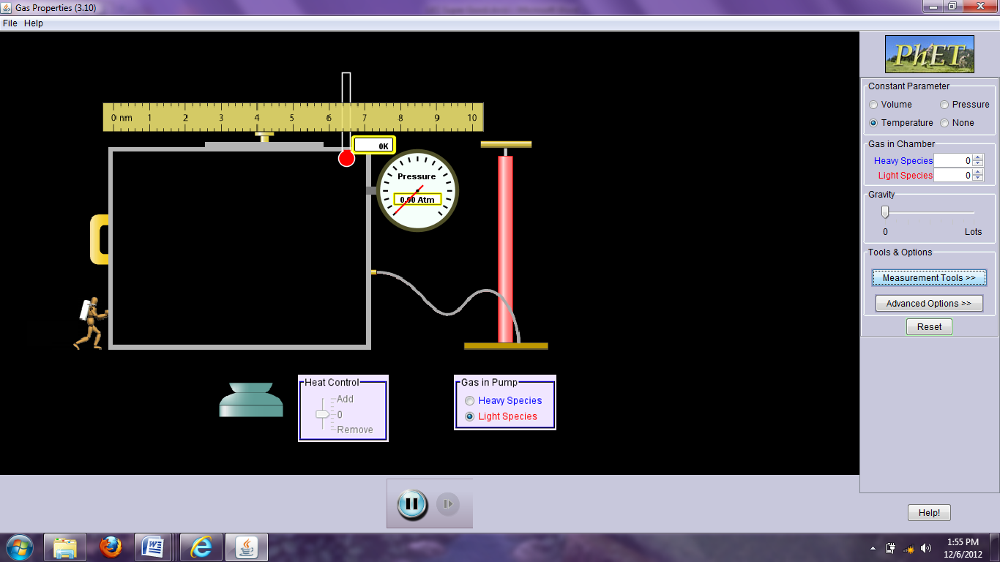 Gas Properties (3.10)
File Help
PhET
Constant Parameter
Volume Pressure
Temperature None
Gas in Chamber
Heavy Species 0
Light Species 0
Gravity
0 Lots
Tools & Options
Measurement Tools >>
Advanced Options >>
Reset
0 nm 1 2 3 4 5 6 7 8 9 10
0K
Pressure
0.00 Atm
Heat Control
Add
0
Remove
Gas in Pump
Heavy Species
Light Species
Help!
W
1:55 PM
12/6/2012